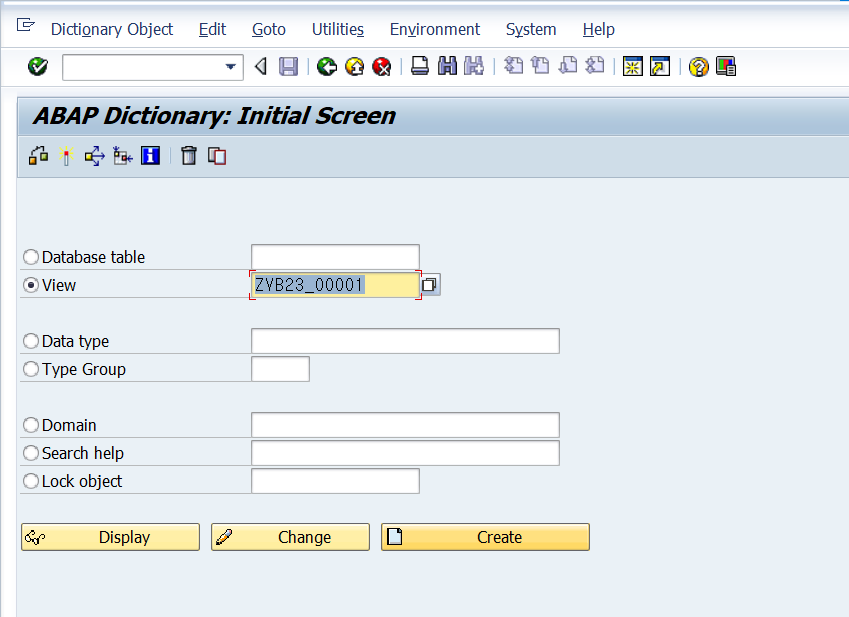 Dictionary Object Edit Goto Utilities Environment System Help
ABAP Dictionary: Initial Screen
Database table
View ZVB23_00001
Data type
Type Group
Domain
Search help
Lock object
Display Change Create